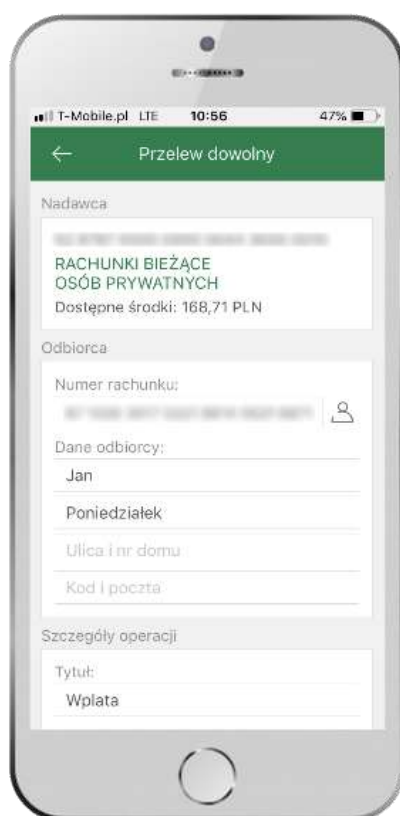 T-Mobile.pl LTE 10:56 47%
Przelew dowolny
Nadawca
RACHUNKI BIEŻĄCE
OSÓB PRYWATNYCH
Dostępne środki: 168,71 PLN
Odbiorca
Numer rachunku:
Dane odbiorcy:
Jan
Poniedziałek
Ulica i nr domu
Kod i poczta
Szczegóły operacji
Tytuł:
Wplata